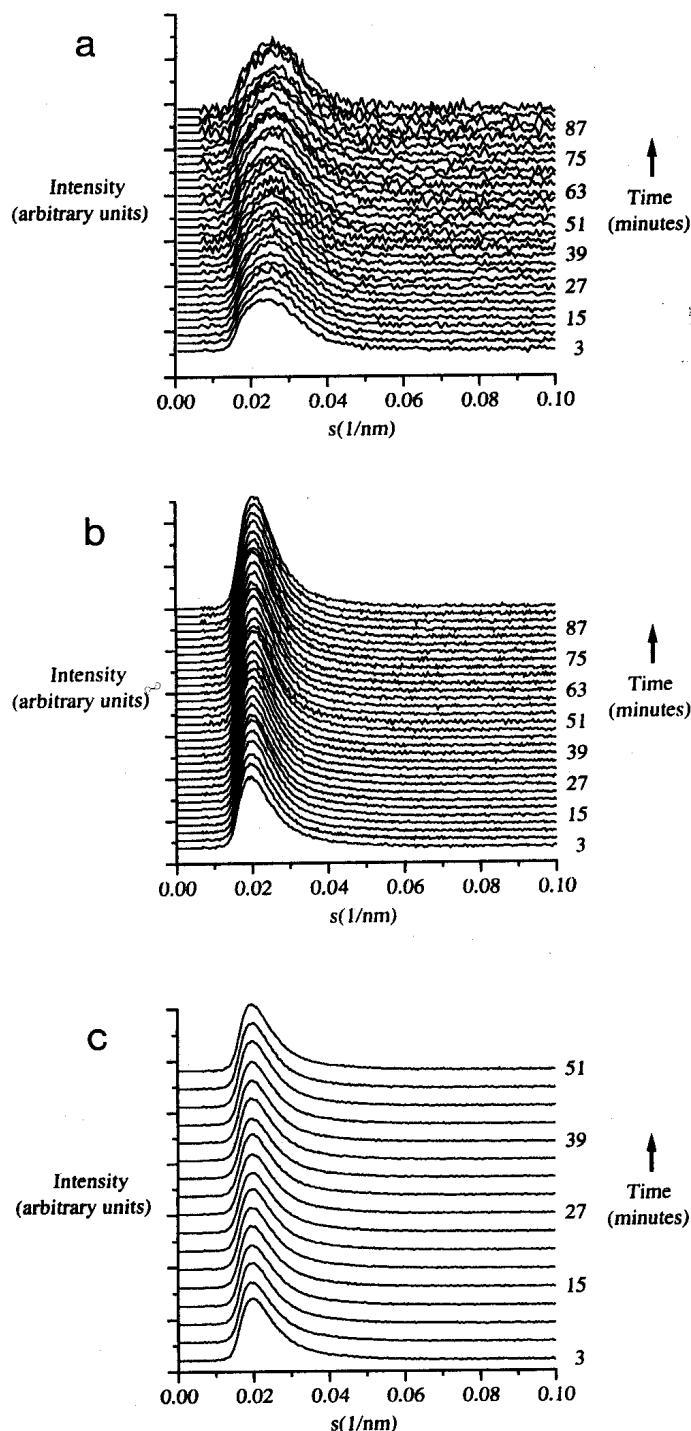 a
Intensity
(arbitrary units)
87
75
63
51
39
27
15
3
Time
(minutes)
0.00 0.02 0.04 0.06 0.08 0.10
s(1/nm)
b
Intensity
(arbitrary units)
87
75
63
51
39
27
15
3
Time
(minutes)
0.00 0.02 0.04 0.06 0.08 0.10
s(1/nm)
c
Intensity
(arbitrary units)
51
39
27
15
3
Time
(minutes)
0.00 0.02 0.04 0.06 0.08 0.10
s(1/nm)